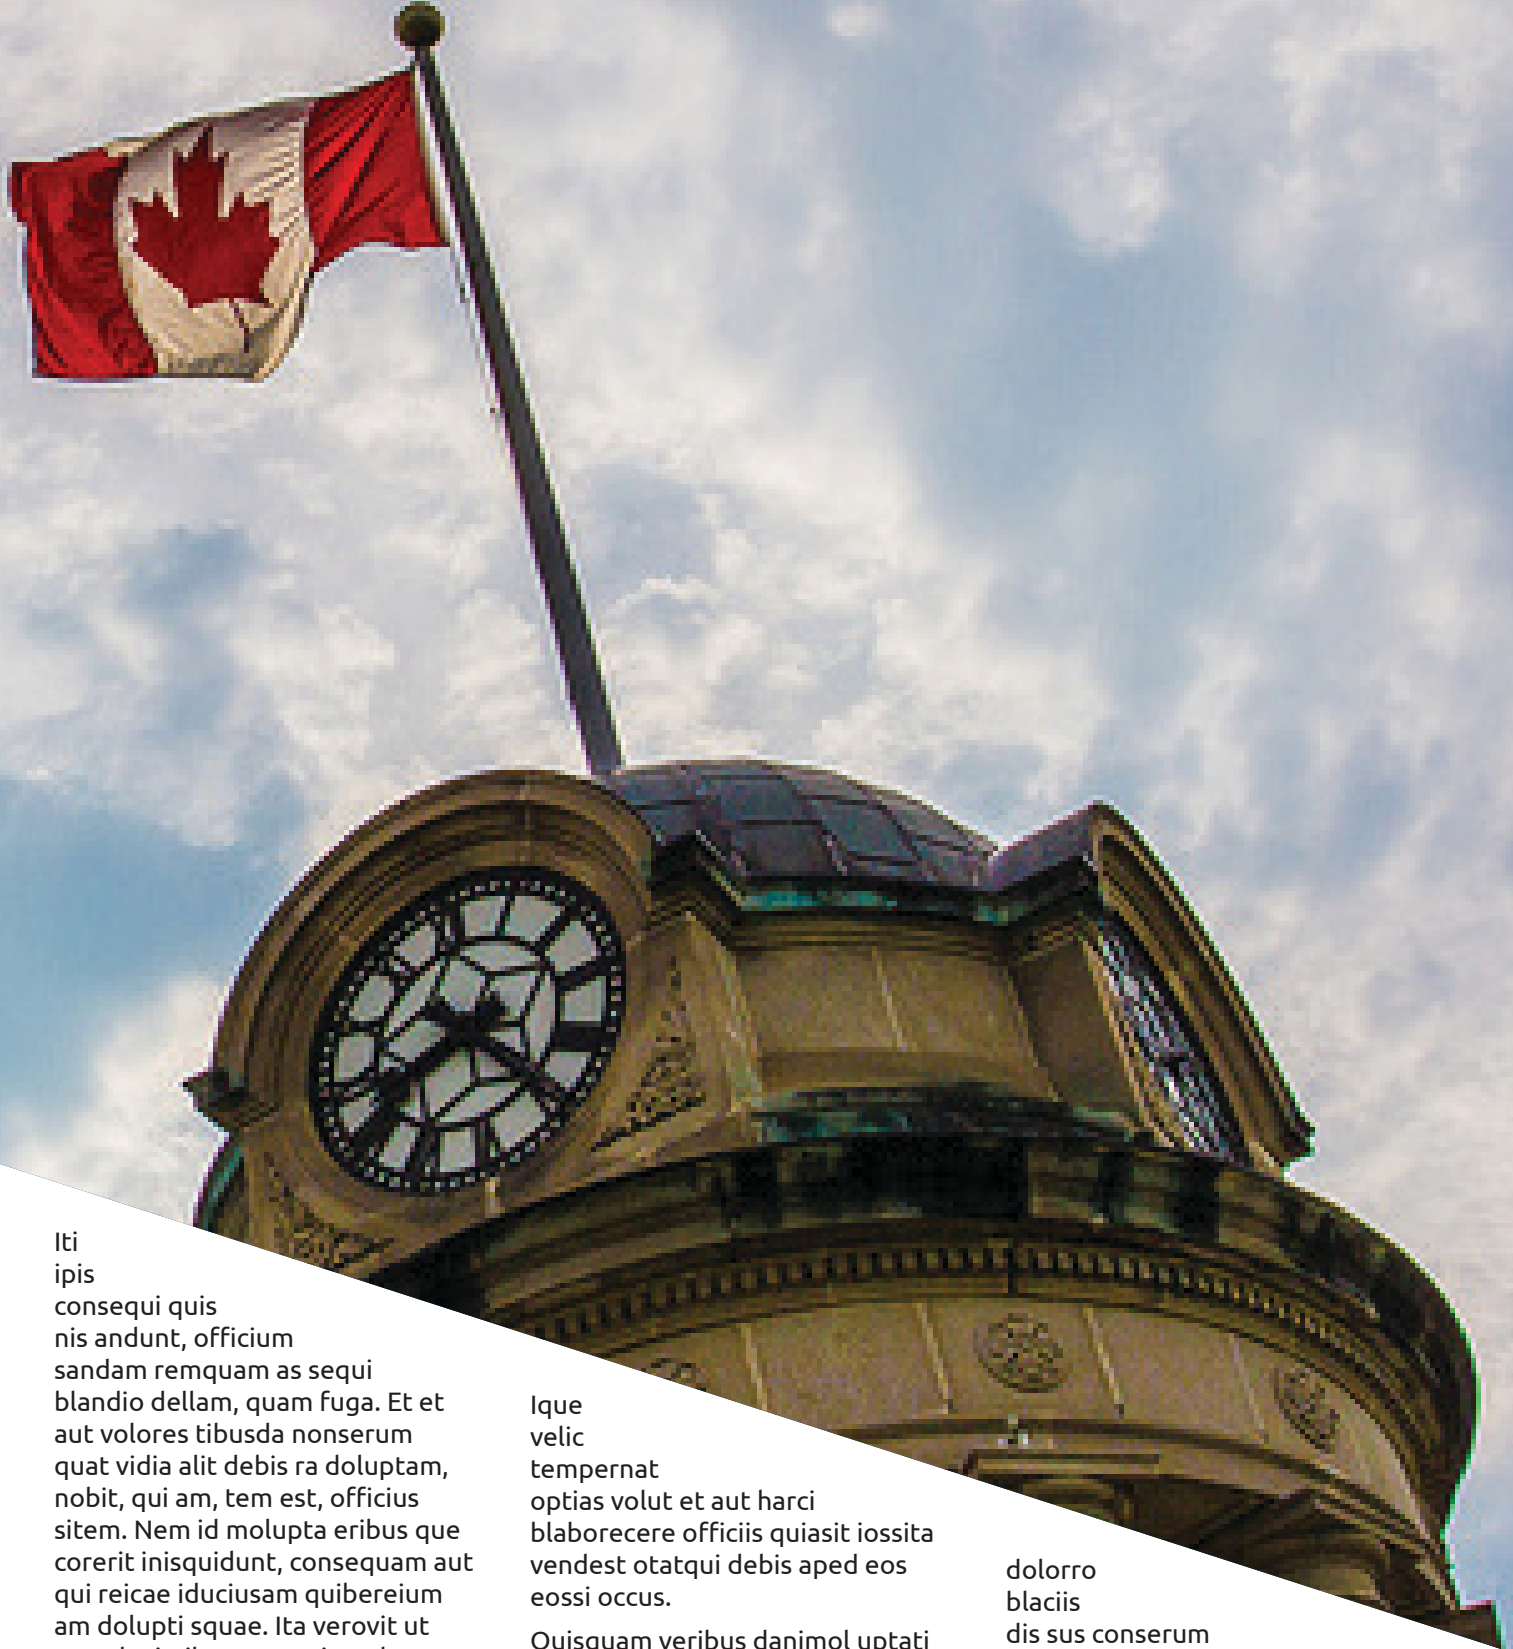 Iti
ipis
consequi quis
nis andunt, officium
sandam remquam as sequi
blandio dellam, quam fuga. Et et
aut volores tibusda nonserum
quat vidia alit debis ra doluptam,
nobit, qui am, tem est, officius
sitem. Nem id molupta eribus que
corerit inisquidunt, consequam aut
qui reicae iduciusam quibereium
am dolupti squae. Ita verovit ut
Ique
velic
tempernat
optias volut et aut harci
blaborecere officiis quiasit iossita
vendest otatqui debis aped eos
eossi occus.
Quisquam veribus danimol uptati
dolorro
blaciis
dis sus conserum